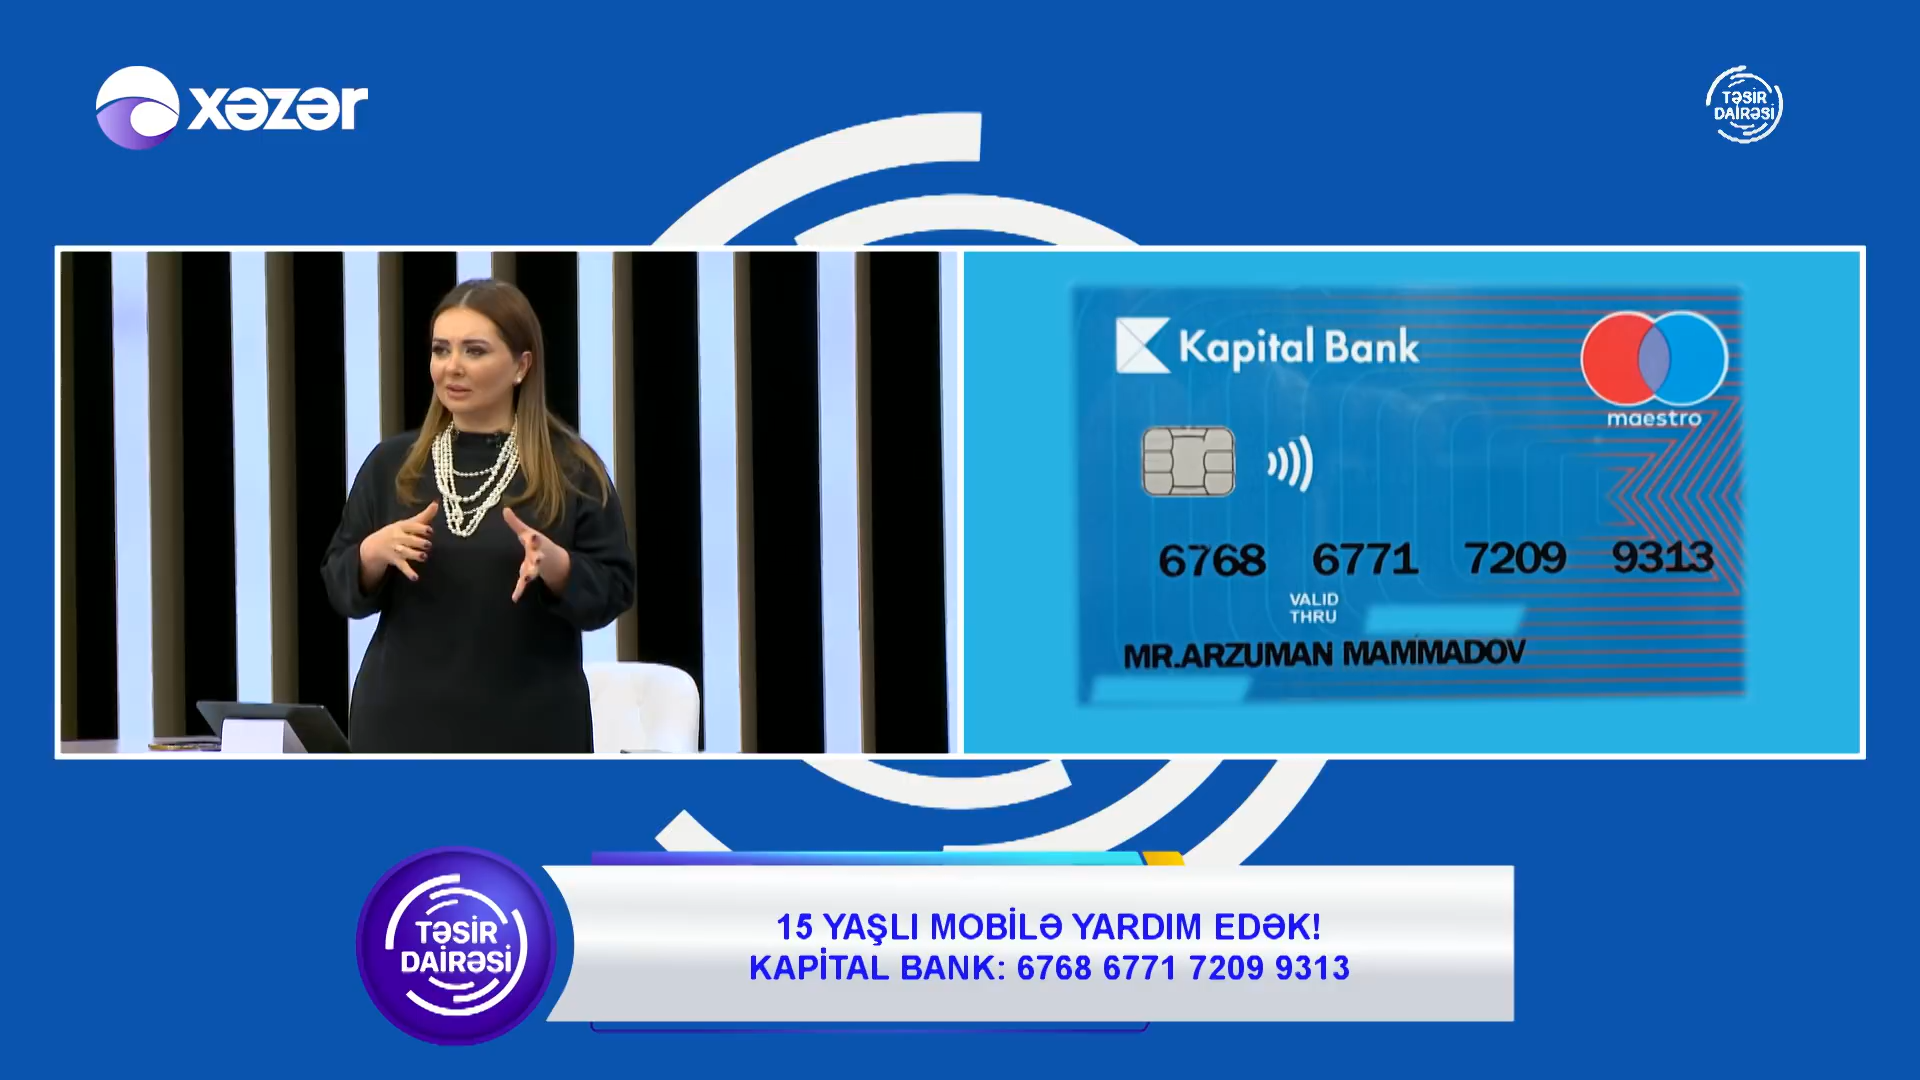 xəzər
TƏSİR
DAİRƏSİ
Kapital Bank
maestro
6768 6771 7209 9313
VALID
THRU
MR.ARZUMAN MAMMADOV
TƏSİR
DAİRƏSİ
15 YAŞLI MOBİLƏ YARDIM EDƏK!
KAPİTAL BANK: 6768 6771 7209 9313